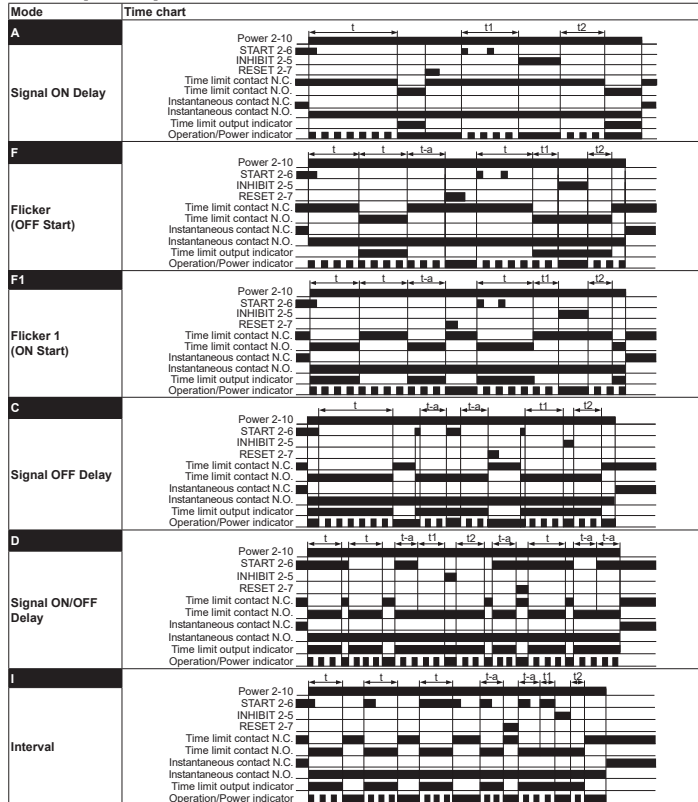 Mode Time chart
A
Signal ON Delay
t t1 t2
Power 2-10
START 2-6
INHIBIT 2-5
RESET 2-7
Time limit contact N.C.
Time limit contact N.O.
Instantaneous contact N.C.
Instantaneous contact N.O.
Time limit output indicator
Operation/Power indicator
F
Flicker
(OFF Start)
t t t-a t t1 t2
Power 2-10
START 2-6
INHIBIT 2-5
RESET 2-7
Time limit contact N.C.
Time limit contact N.O.
Instantaneous contact N.C.
Instantaneous contact N.O.
Time limit output indicator
Operation/Power indicator
F1
Flicker 1
(ON Start)
t t t-a t t1 t2
Power 2-10
START 2-6
INHIBIT 2-5
RESET 2-7
Time limit contact N.C.
Time limit contact N.O.
Instantaneous contact N.C.
Instantaneous contact N.O.
Time limit output indicator
Operation/Power indicator
C
Signal OFF Delay
t t-a t-a t1 t2
Power 2-10
START 2-6
INHIBIT 2-5
RESET 2-7
Time limit contact N.C.
Time limit contact N.O.
Instantaneous contact N.C.
Instantaneous contact N.O.
Time limit output indicator
Operation/Power indicator
D
Signal ON/OFF
Delay
t t t-a t1 t2 t-a t t-a t-a
Power 2-10
START 2-6
INHIBIT 2-5
RESET 2-7
Time limit contact N.C.
Time limit contact N.O.
Instantaneous contact N.C.
Instantaneous contact N.O.
Time limit output indicator
Operation/Power indicator
I
Interval
t t t t-a t-a t1 t2
Power 2-10
START 2-6
INHIBIT 2-5
RESET 2-7
Time limit contact N.C.
Time limit contact N.O.
Instantaneous contact N.C.
Instantaneous contact N.O.
Time limit output indicator
Operation/Power indicator